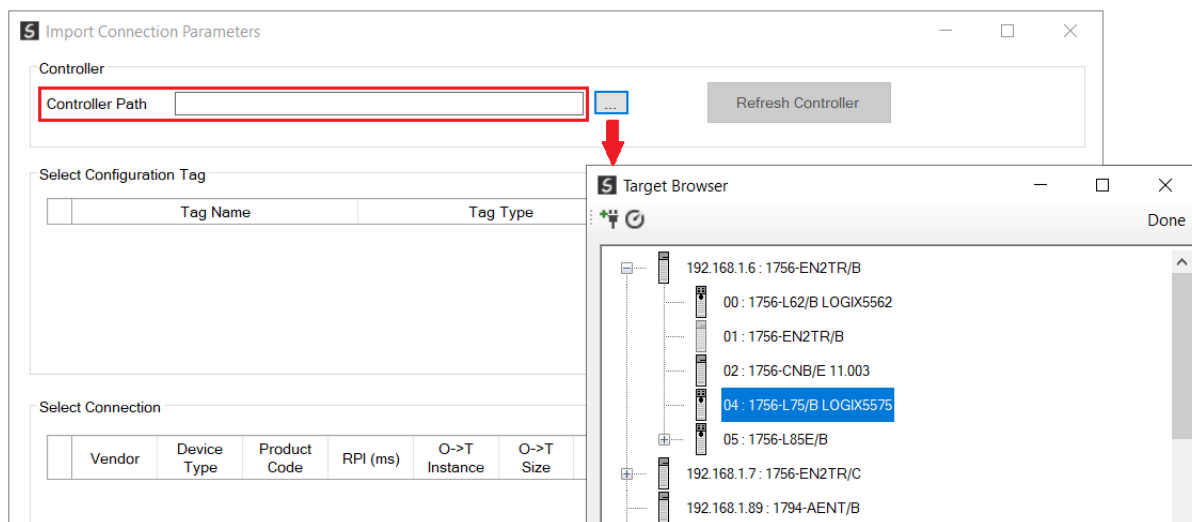 Import Connection Parameters
Controller
Controller Path
...
Refresh Controller
Select Configuration Tag
Tag Name
Tag Type
Select Connection
Vendor
Device
Type
Product
Code
RPI (ms)
O->T
Instance
O->T
Size
Target Browser
Done
192.168.1.6 : 1756-EN2TR/B
00 : 1756-L62/B LOGIX5562
01 : 1756-EN2TR/B
02 : 1756-CNB/E 11.003
04 : 1756-L75/B LOGIX5575
05 : 1756-L85E/B
192.168.1.7 : 1756-EN2TR/C
192.168.1.89 : 1794-AENT/B